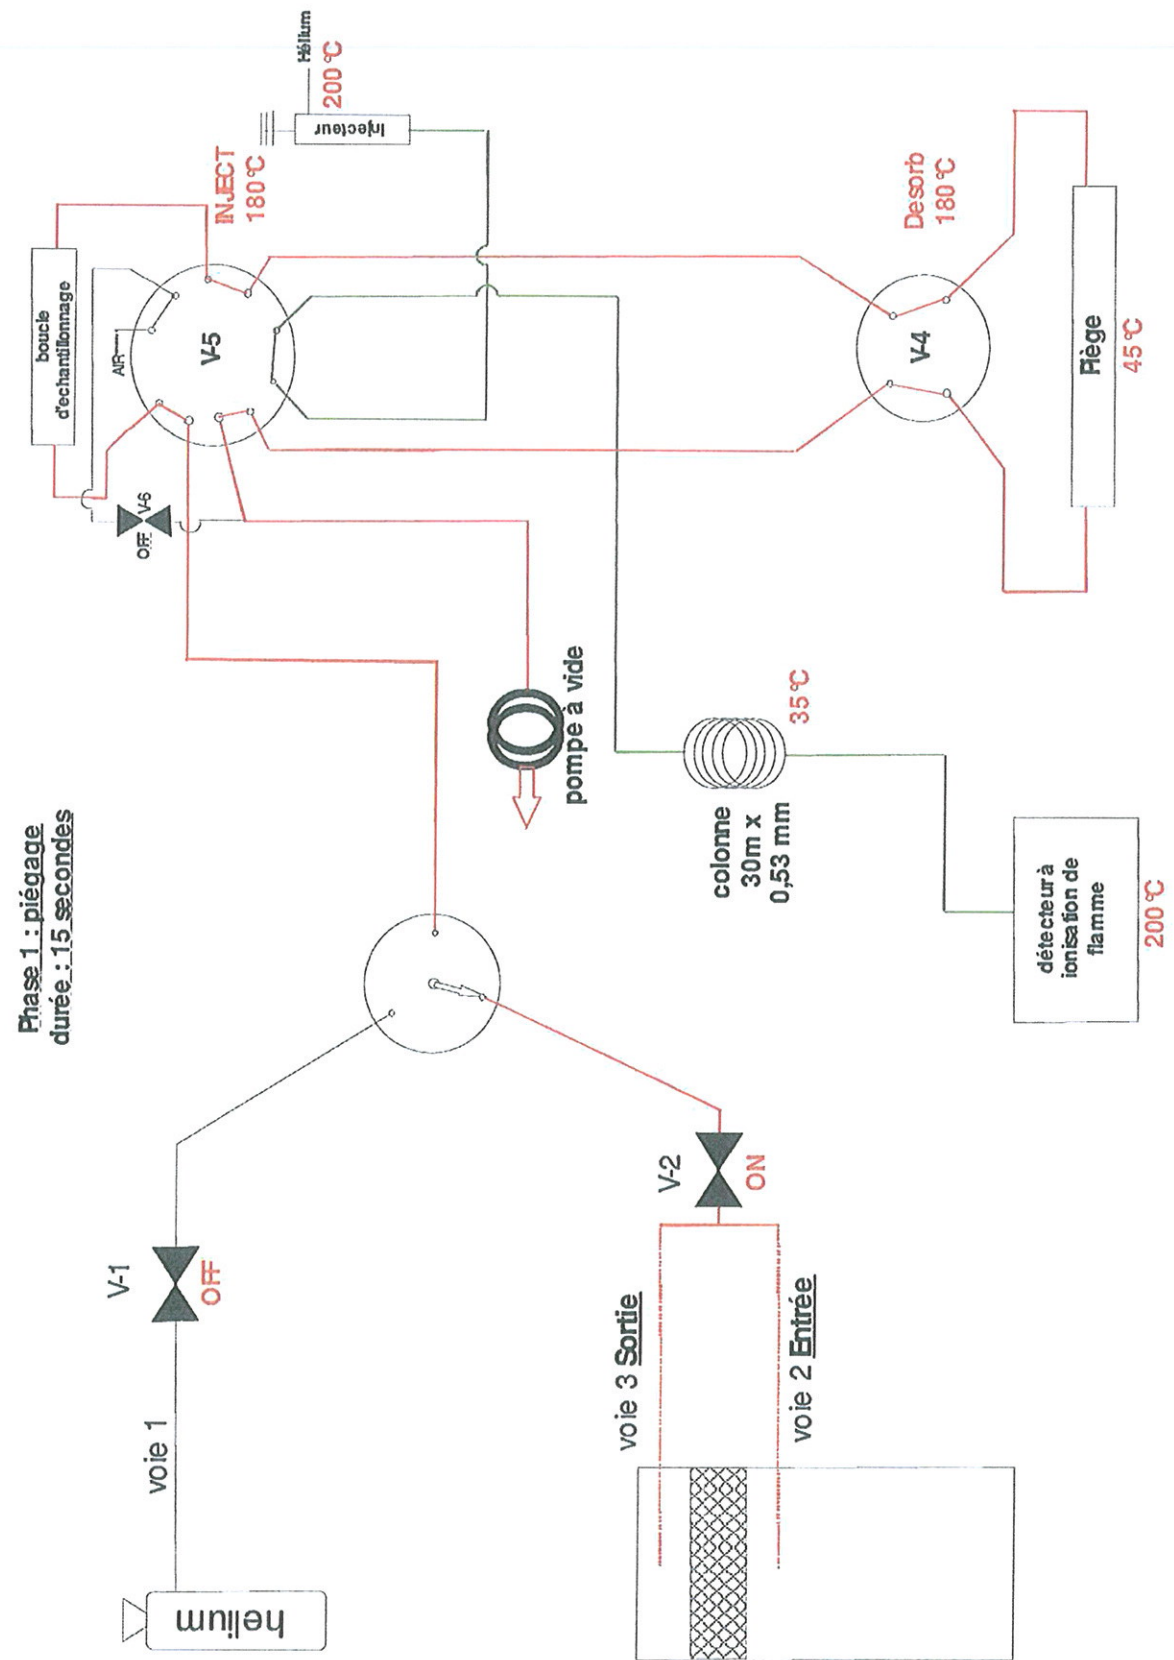 Phase 1 : piégage
durée : 15 secondes
helium
voie 1
V-1
OFF
voie 3 Sortie
voie 2 Entrée
V-2
ON
boucle
d'echantillonnage
AIR
OFF
V-6
V-5
INJECT
180°C
Injecteur
Hélium
200°C
pompe à vide
colonne
30m x
0,53 mm
35°C
détecteur à
ionisation de
flamme
200°C
V-4
Desorb
180°C
Piège
45°C